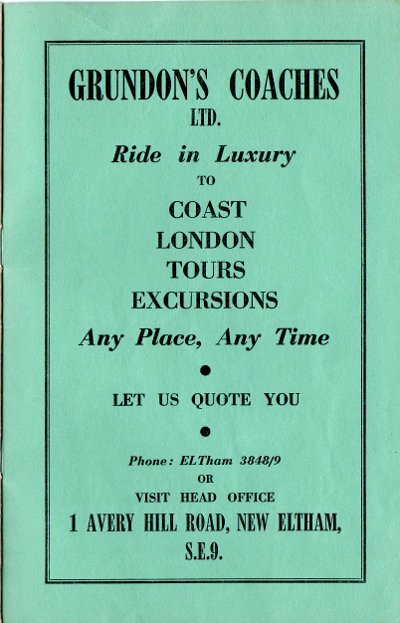 GRUNDON'S COACHES
LTD.
Ride in Luxury
TO
COAST
LONDON
TOURS
EXCURSIONS
Any Place, Any Time
LET US QUOTE YOU
Phone: ELTham 3848/9
OR
VISIT HEAD OFFICE
1 AVERY HILL ROAD, NEW ELTHAM,
S.E.9.